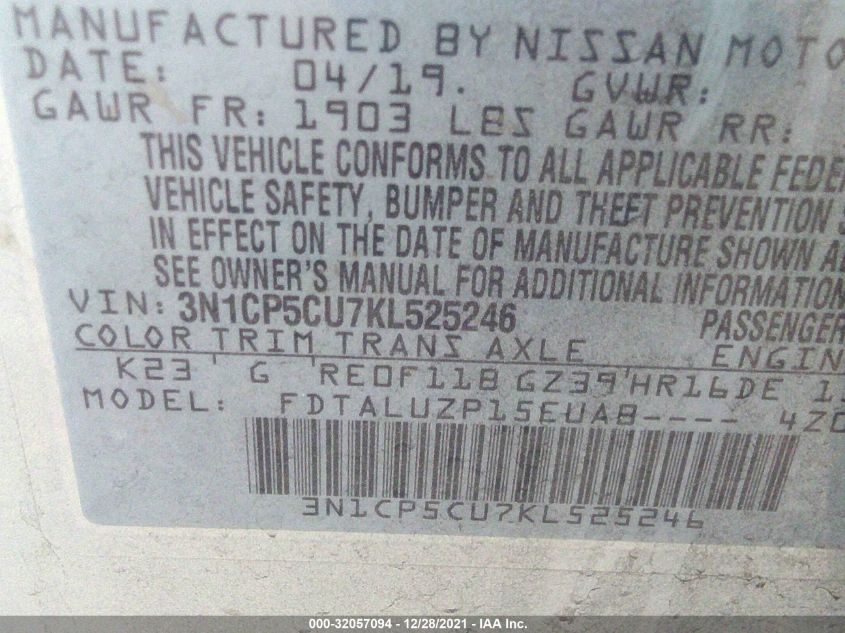 MANUFACTURED BY NISSAN MOTO
DATE: 04/19. GVWR:
GAWR FR: 1903 LBS GAWR RR:
THIS VEHICLE CONFORMS TO ALL APPLICABLE FEDE
VEHICLE SAFETY, BUMPER AND THEFT PREVENTION S
IN EFFECT ON THE DATE OF MANUFACTURE SHOWN A
SEE OWNER'S MANUAL FOR ADDITIONAL INFORMATION
VIN: 3N1CP5CU7KL525246 PASSENGER
COLOR TRIM TRANS AXLE ENGIN
K23 G RE0F11B GZ39 HR16DE 1
MODEL: FDTALUZP15EUAB---- 4Z0
3N1CP5CU7KL525246
000-32057094 - 12/28/2021 - IAA Inc.